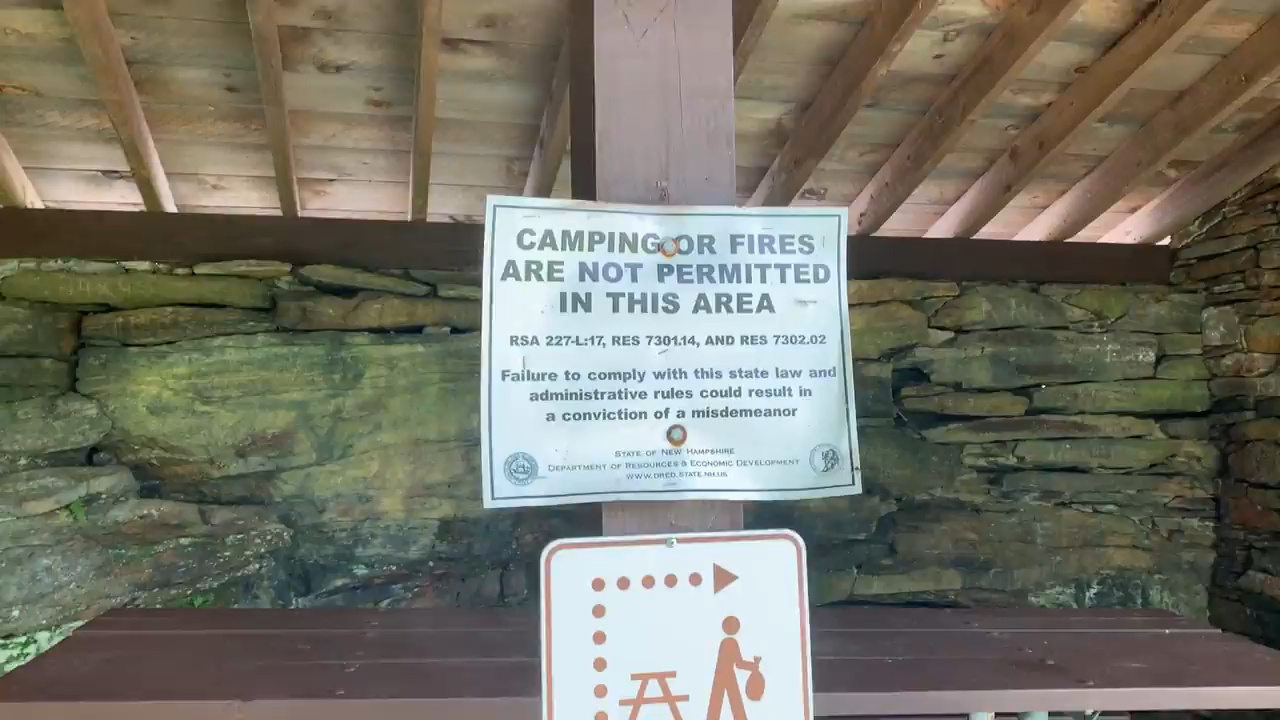 CAMPING OR FIRES
ARE NOT PERMITTED
IN THIS AREA
RSA 227-L:17, RES 7301.14, AND RES 7302.02
Failure to comply with this state law and
administrative rules could result in
a conviction of a misdemeanor
STATE OF NEW HAMPSHIRE
DEPARTMENT OF RESOURCES & ECONOMIC DEVELOPMENT
WWW.DRED.STATE.NH.US